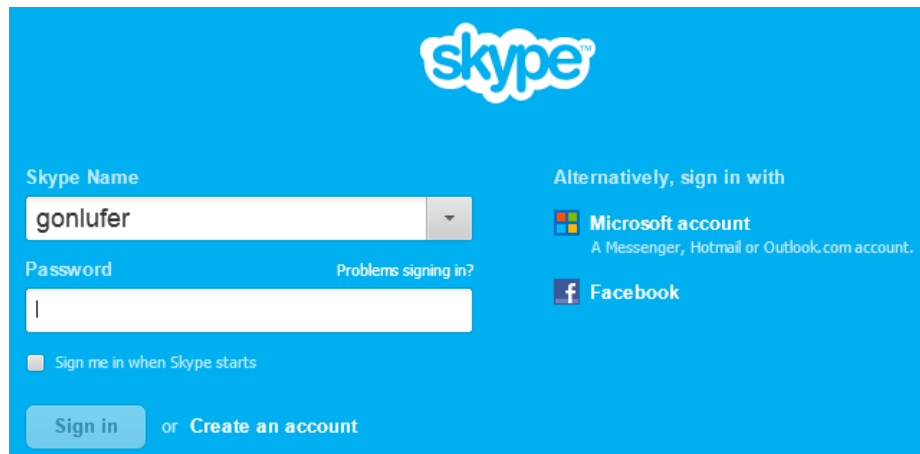 skype™
Skype Name
gonlufer
Password
Problems signing in?
Sign me in when Skype starts
Sign in or Create an account
Alternatively, sign in with
Microsoft account
A Messenger, Hotmail or Outlook.com account.
f Facebook